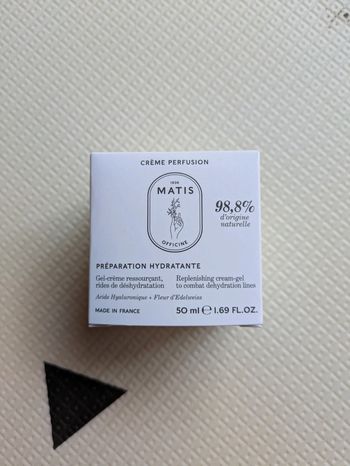 CRÈME PERFUSION
1936
MATIS
OFFICINE
98,8%
d'origine
naturelle
PRÉPARATION HYDRATANTE
Gel-crème ressourçant,
rides de déshydratation
Replenishing cream-gel
to combat dehydration lines
Acide Hyaluronique + Fleur d'Edelweiss
MADE IN FRANCE
50 ml ℮ 1.69 FL.OZ.